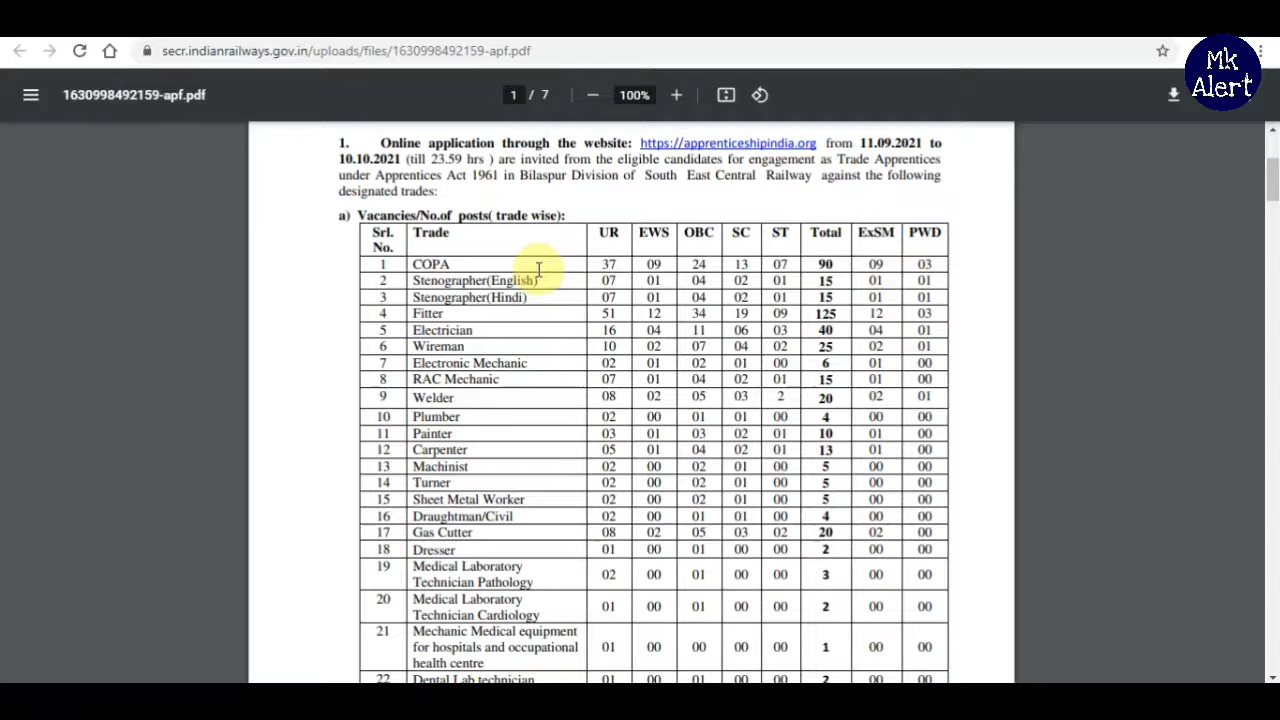 secr.indianrailways.gov.in/uploads/files/1630998492159-apf.pdf
Mk
Alert
1630998492159-apf.pdf
1 / 7
100%
1. Online application through the website: https://apprenticeshipindia.org from 11.09.2021 to
10.10.2021 (till 23.59 hrs ) are invited from the eligible candidates for engagement as Trade Apprentices
under Apprentices Act 1961 in Bilaspur Division of South East Central Railway against the following
designated trades:
a) Vacancies/No.of posts( trade wise):
Srl. No. Trade UR EWS OBC SC ST Total ExSM PWD
1 COPA 37 09 24 13 07 90 09 03
2 Stenographer(English) 07 01 04 02 01 15 01 01
3 Stenographer(Hindi) 07 01 04 02 01 15 01 01
4 Fitter 51 12 34 19 09 125 12 03
5 Electrician 16 04 11 06 03 40 04 01
6 Wireman 10 02 07 04 02 25 02 01
7 Electronic Mechanic 02 01 02 01 00 6 01 00
8 RAC Mechanic 07 01 04 02 01 15 01 00
9 Welder 08 02 05 03 2 20 02 01
10 Plumber 02 00 01 01 00 4 00 00
11 Painter 03 01 03 02 01 10 01 00
12 Carpenter 05 01 04 02 01 13 01 00
13 Machinist 02 00 02 01 00 5 00 00
14 Turner 02 00 02 01 00 5 00 00
15 Sheet Metal Worker 02 00 02 01 00 5 00 00
16 Draughtman/Civil 02 00 01 01 00 4 00 00
17 Gas Cutter 08 02 05 03 02 20 02 00
18 Dresser 01 00 01 00 00 2 00 00
19 Medical Laboratory
Technician Pathology 02 00 01 00 00 3 00 00
20 Medical Laboratory
Technician Cardiology 01 00 01 00 00 2 00 00
21 Mechanic Medical equipment
for hospitals and occupational
health centre 01 00 00 00 00 1 00 00
22 Dental Lab technician 01 00 01 00 00 2 00 00